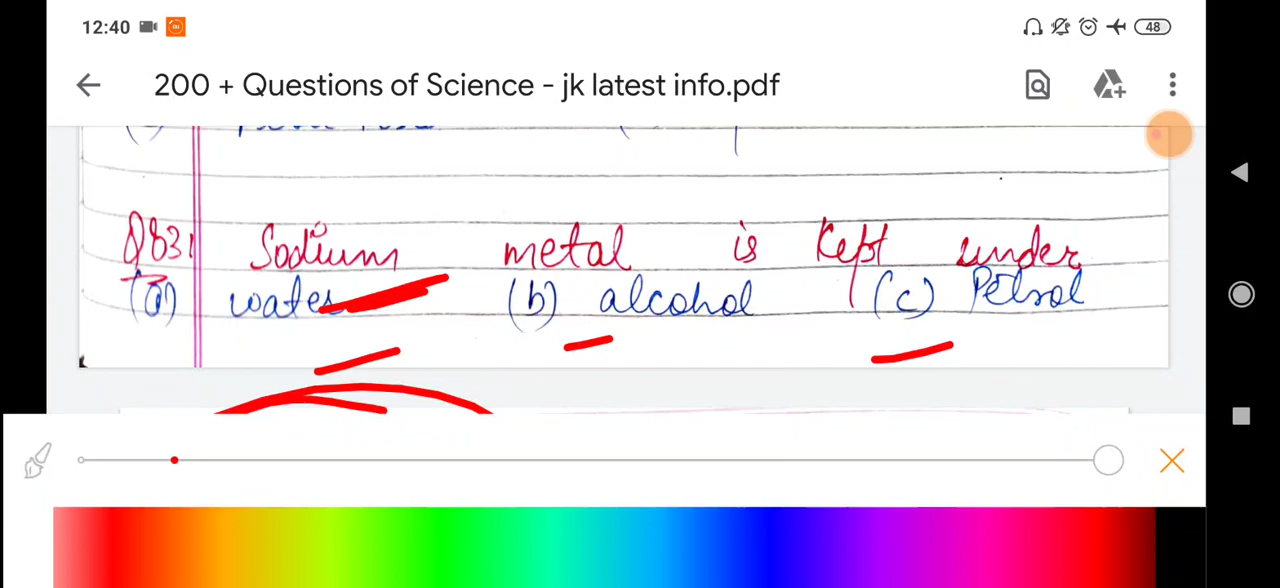 12:40
48
200 + Questions of Science - jk latest info.pdf
Q83. Sodium metal is kept under
(a) water (b) alcohol (c) Petrol